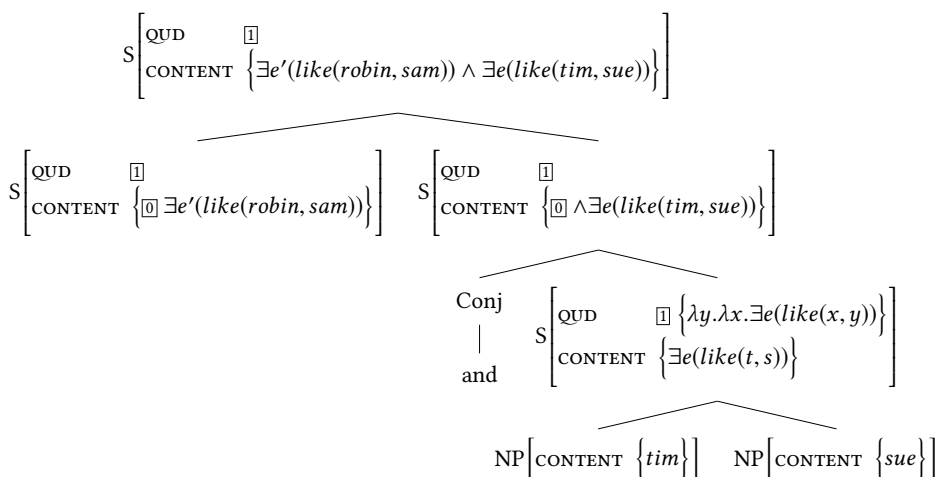 S[QUD 1
CONTENT {∃e′(like(robin, sam)) ∧ ∃e(like(tim, sue))}]
S[QUD 1
CONTENT {0 ∃e′(like(robin, sam))}]
S[QUD 1
CONTENT {0 ∧∃e(like(tim, sue))}]
Conj
and
S[QUD 1 {λy.λx.∃e(like(x, y))}
CONTENT {∃e(like(t, s))}]
NP[CONTENT {tim}] NP[CONTENT {sue}]